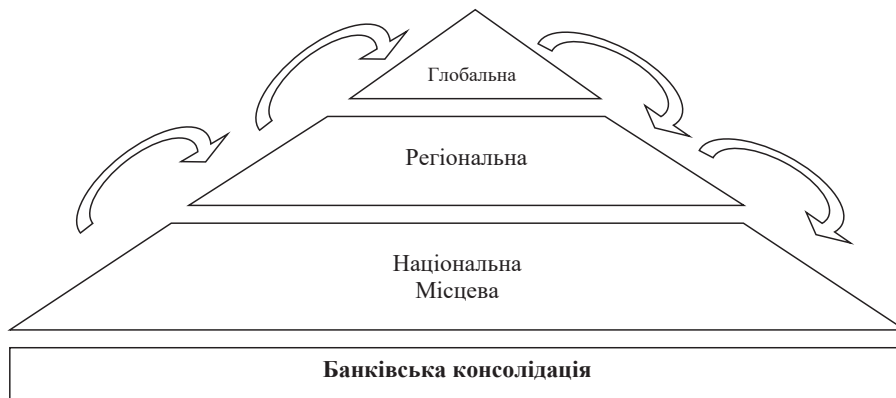 Глобальна
Регіональна
Національна
Місцева
Банківська консолідація